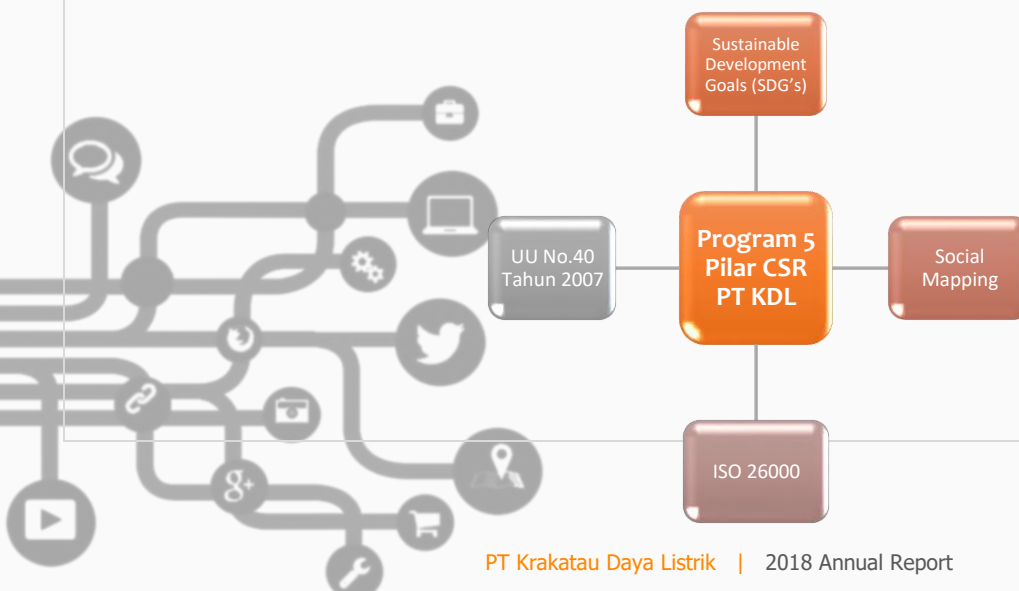 Sustainable
Development
Goals (SDG's)
UU No.40
Tahun 2007
Program 5
Pilar CSR
PT KDL
Social
Mapping
ISO 26000
g+
PT Krakatau Daya Listrik | 2018 Annual Report